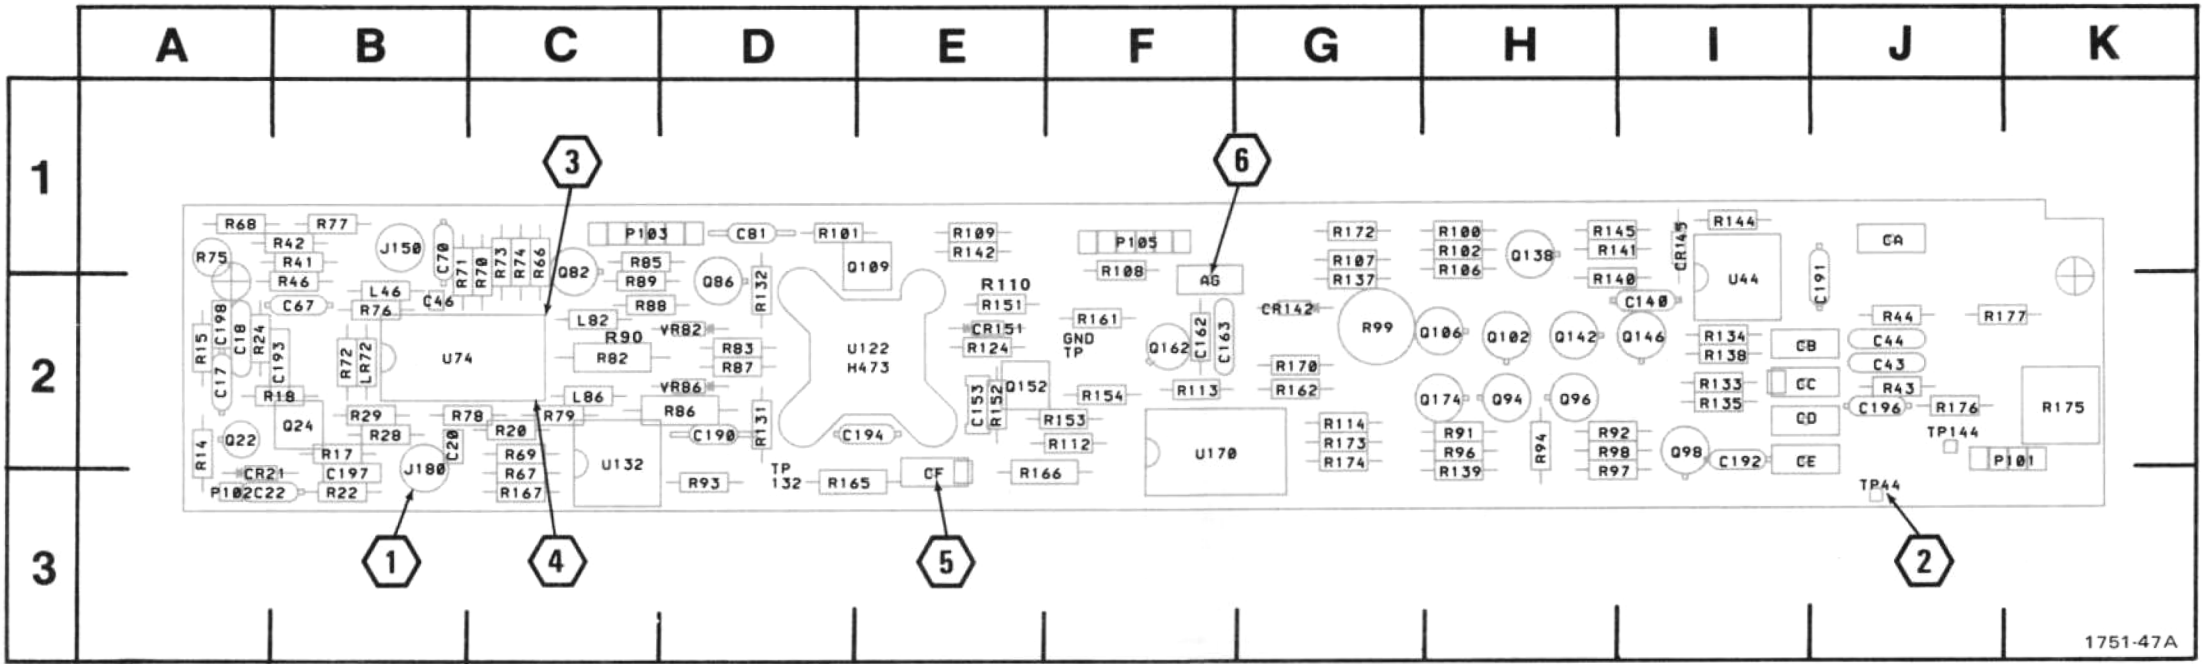 A B C D E F G H I J K
1
3
6
R68 R77 P103 C81 R101 R109 P105 R172 R100 R145 R144
R42 J150 C70 R142 R102 R141 CR145 CA
R75 R41 R71 R70 R73 R74 R66 Q82 R85 Q109 R108 R107 R106 Q138
R46 R89 Q86 R132 AG R137 R140 U44 C191
L46 C46 R110
C67 R76 R88 R151 CR142 C140
C198 C18 R24 L82 R161 R44 R177
R15 VR82 CR151 GND TP C162 C163 R99 Q106 Q102 Q142 Q146 R134 C44
R90
2
C193 R72 LR72 U74 R82 R83 U122 H473 R124 Q162 R138 CB
C17 R87 R170 C43
R18 L86 VR86 Q152 R154 R113 R162 R133 CC R43
C153 R152 Q174 Q94 Q96 R135 C196 R176 R175
Q24 R29 R78 R79 R86 R131 R153 R114 CD
R14 Q22 R28 C20 R20 C190 C194 R112 R173 R91 R94 R92 TP144
R17 J180 R69 U132 U170 R174 R96 R98 Q98 C192 CE P101
CR21 C197 R67 TP 132 CF R166 R139 R97
P102 C22 R22 R167 R93 R165 TP44
3
1
4
5
2
1751-47A